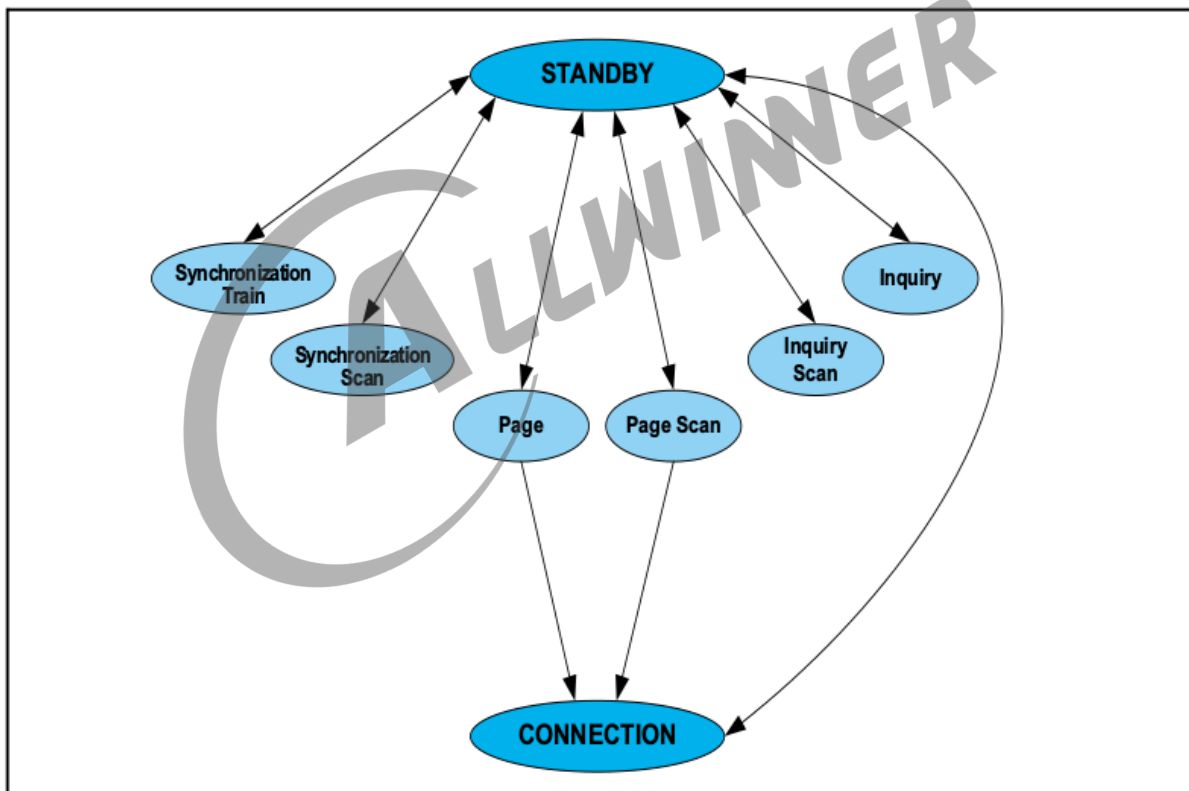 STANDBY
ALLWINNER
Synchronization
Train
Inquiry
Synchronization
Scan
Inquiry
Scan
Page
Page Scan
CONNECTION